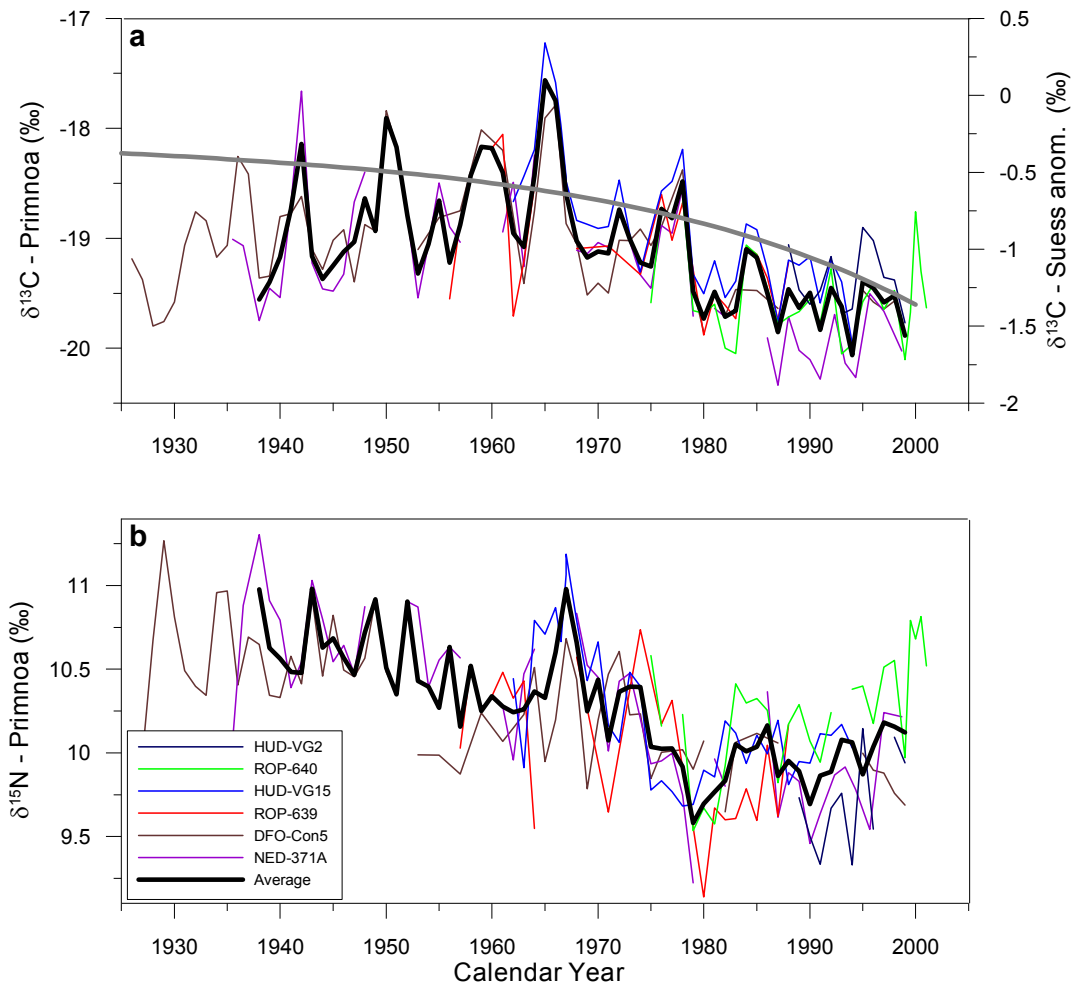 a
δ13C - Primnoa (‰)
-17
-18
-19
-20
δ13C - Suess anom. (‰)
0.5
0
-0.5
-1
-1.5
-2
1930 1940 1950 1960 1970 1980 1990 2000
b
δ15N - Primnoa (‰)
11
10.5
10
9.5
HUD-VG2
ROP-640
HUD-VG15
ROP-639
DFO-Con5
NED-371A
Average
1930 1940 1950 1960 1970 1980 1990 2000
Calendar Year